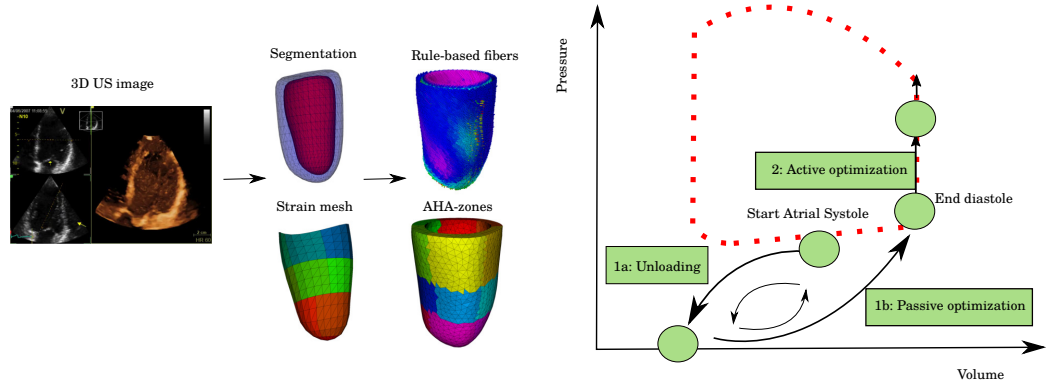 3D US image
Segmentation
Rule-based fibers
Strain mesh
AHA-zones
V
Pressure
2: Active optimization
End diastole
Start Atrial Systole
1a: Unloading
1b: Passive optimization
Volume